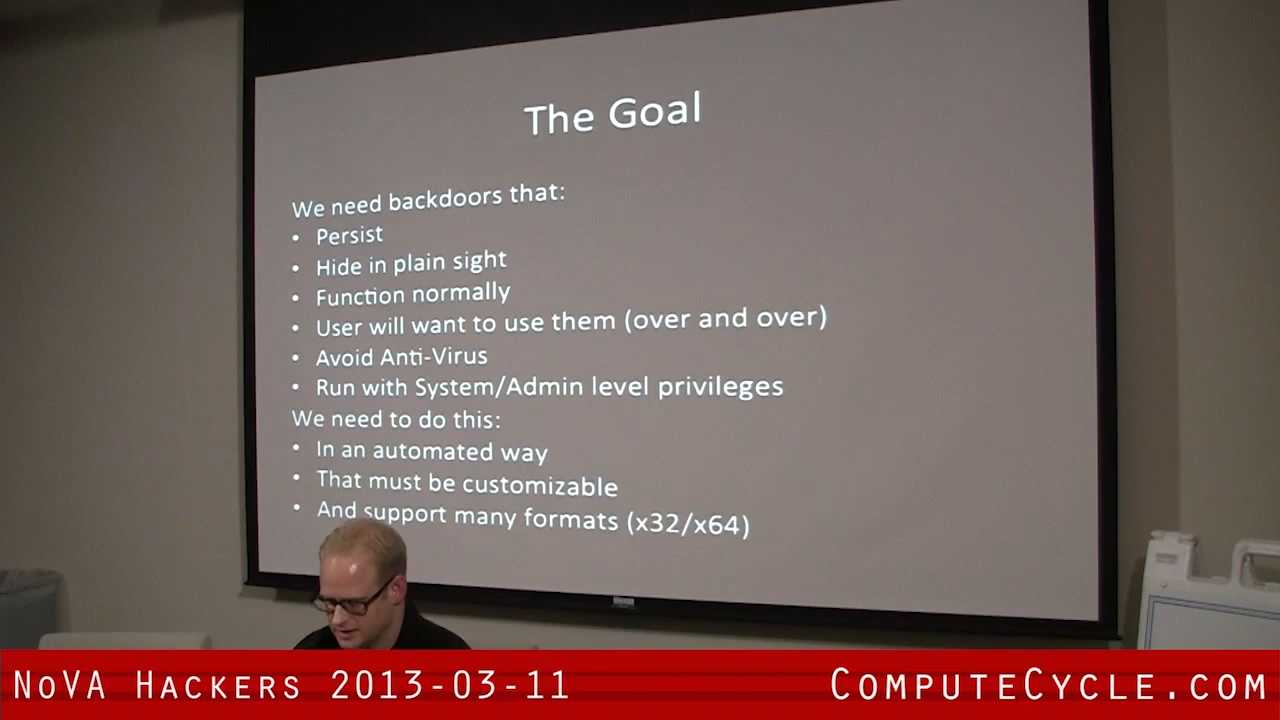 The Goal
We need backdoors that:
• Persist
• Hide in plain sight
• Function normally
• User will want to use them (over and over)
• Avoid Anti-Virus
• Run with System/Admin level privileges
We need to do this:
• In an automated way
• That must be customizable
• And support many formats (x32/x64)
NoVA Hackers 2013-03-11
ComputeCycle.com